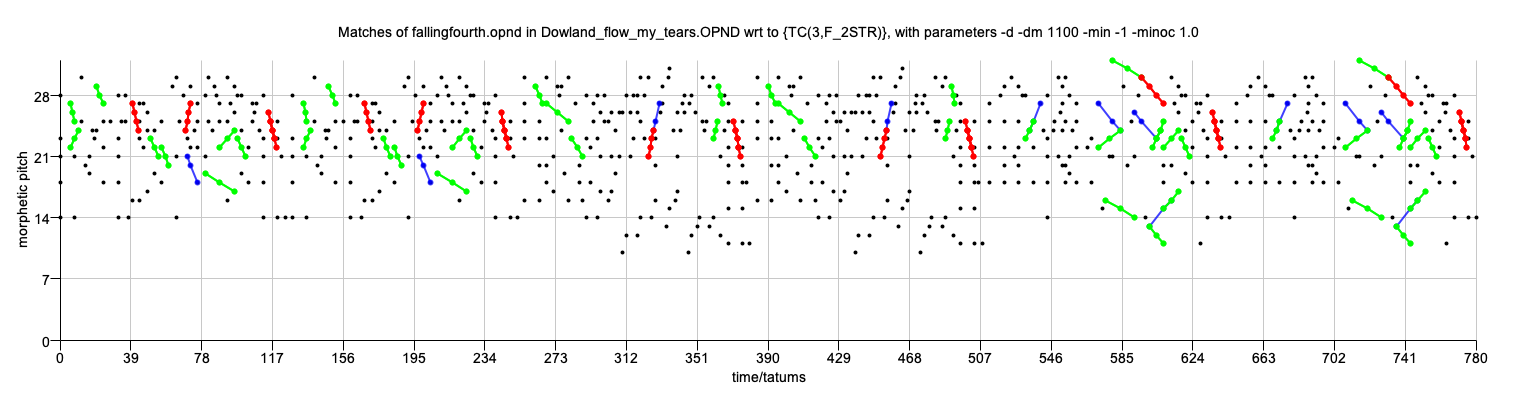 Matches of fallingfourth.opnd in Dowland_flow_my_tears.OPND wrt to {TC(3,F_2STR)}, with parameters -d -dm 1100 -min -1 -minoc 1.0
morphetic pitch
28
21
14
7
0
0 39 78 117 156 195 234 273 312 351 390 429 468 507 546 585 624 663 702 741 780
time/tatums